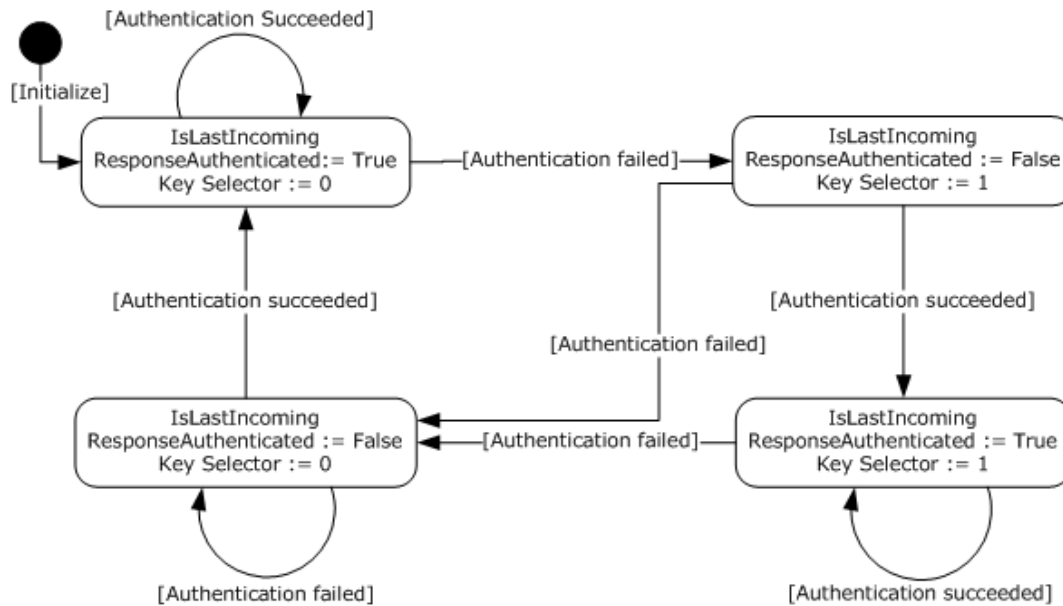 [Authentication Succeeded]
[Initialize]
IsLastIncoming
ResponseAuthenticated:= True
Key Selector := 0
[Authentication failed]
IsLastIncoming
ResponseAuthenticated := False
Key Selector := 1
[Authentication succeeded]
[Authentication succeeded]
[Authentication failed]
IsLastIncoming
ResponseAuthenticated := False
Key Selector := 0
[Authentication failed]
IsLastIncoming
ResponseAuthenticated := True
Key Selector := 1
[Authentication failed]
[Authentication succeeded]